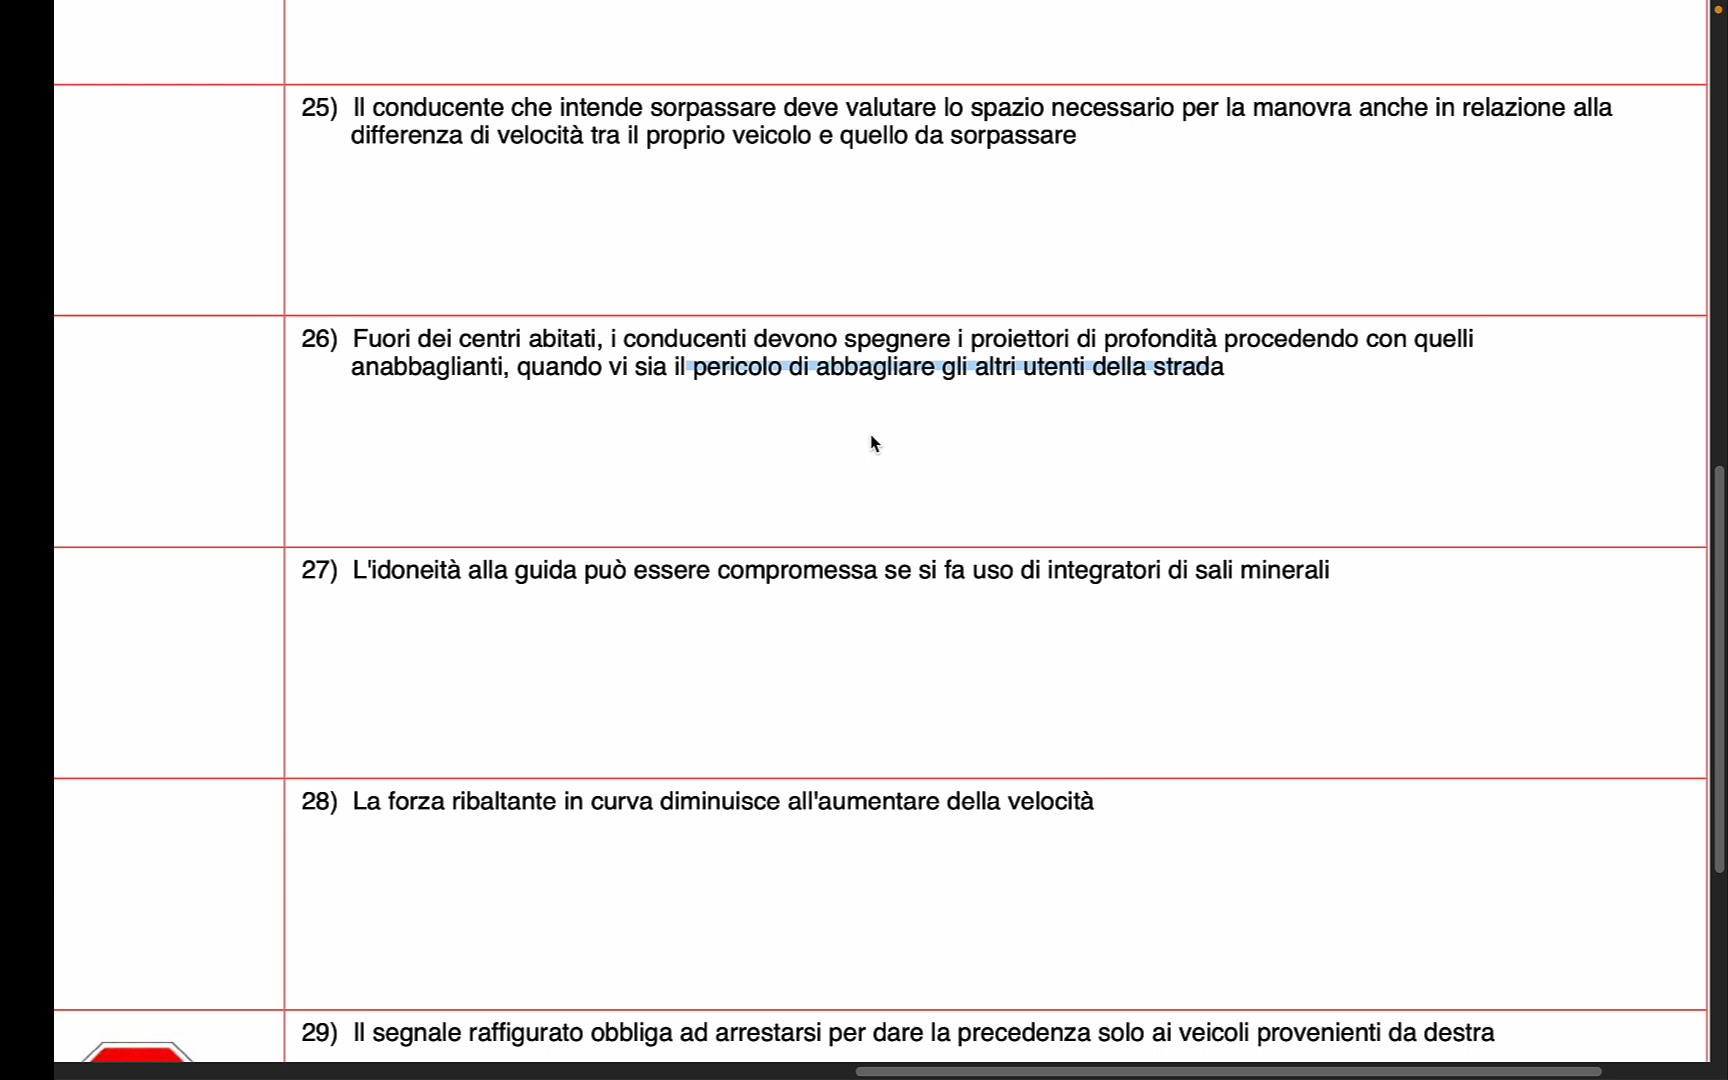 25) Il conducente che intende sorpassare deve valutare lo spazio necessario per la manovra anche in relazione alla
differenza di velocità tra il proprio veicolo e quello da sorpassare
26) Fuori dei centri abitati, i conducenti devono spegnere i proiettori di profondità procedendo con quelli
anabbaglianti, quando vi sia il pericolo di abbagliare gli altri utenti della strada
27) L'idoneità alla guida può essere compromessa se si fa uso di integratori di sali minerali
28) La forza ribaltante in curva diminuisce all'aumentare della velocità
29) Il segnale raffigurato obbliga ad arrestarsi per dare la precedenza solo ai veicoli provenienti da destra